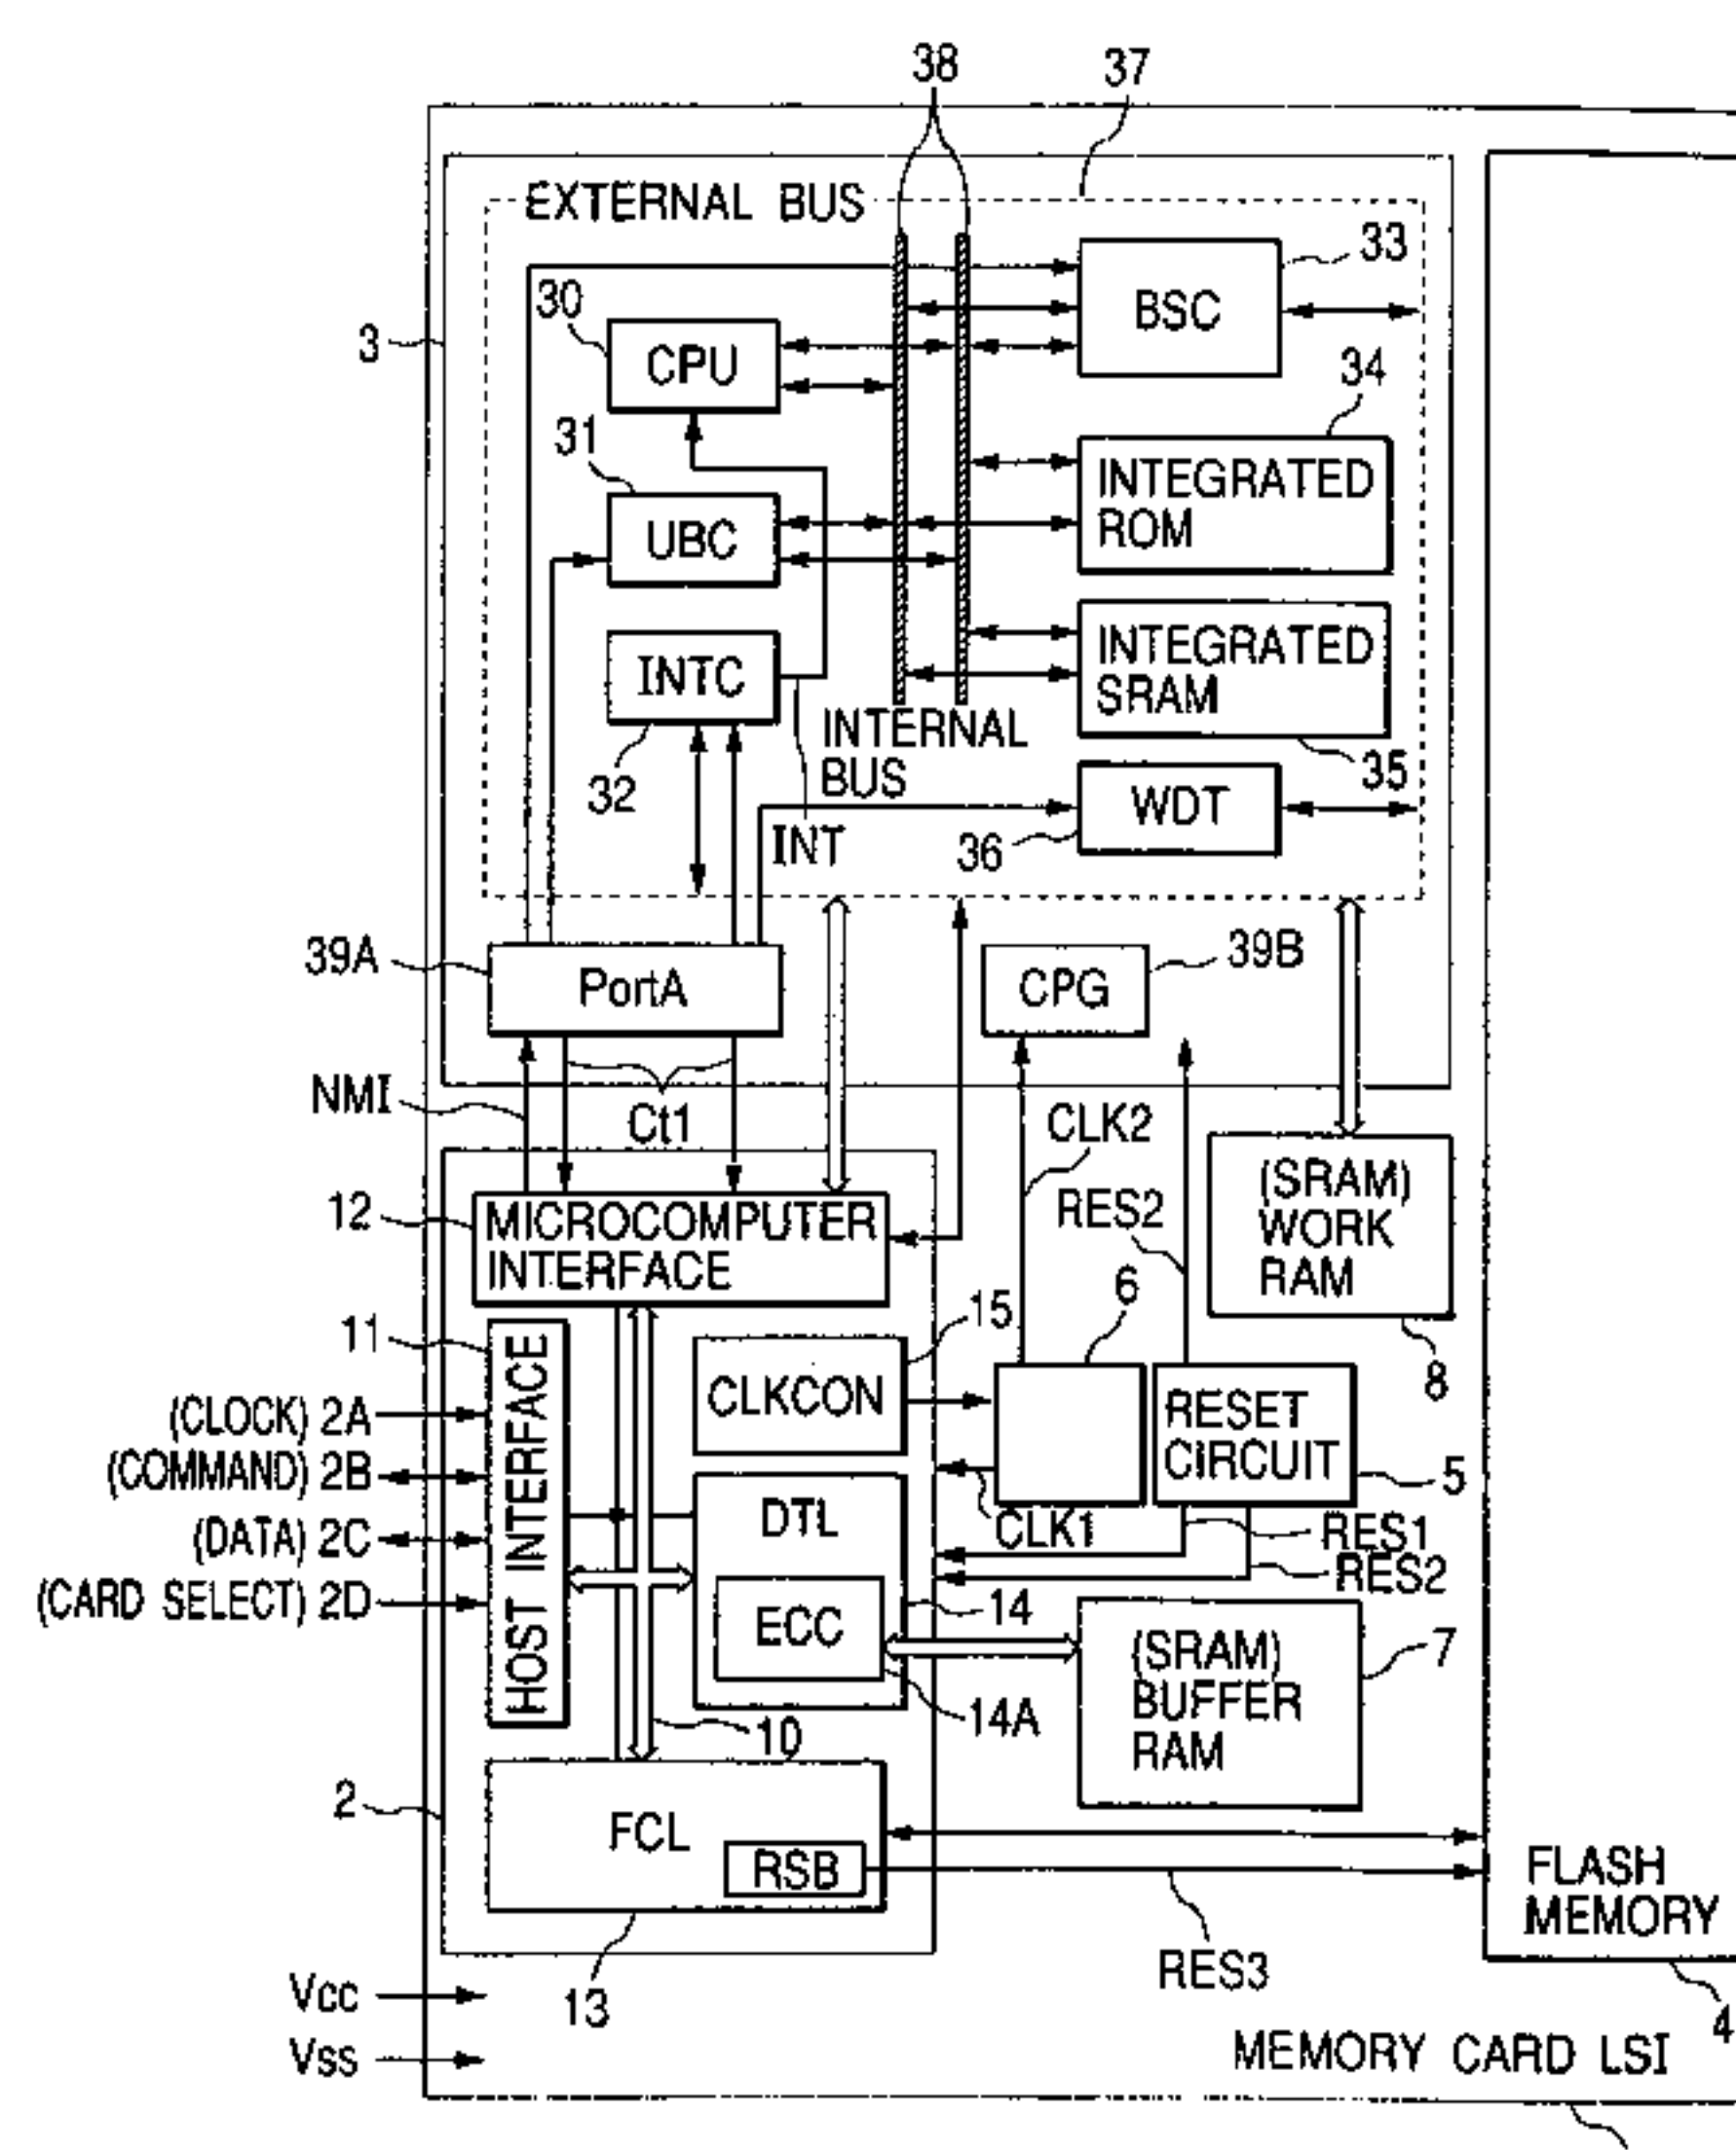 38
37
EXTERNAL BUS
33
BSC
30
3
CPU
34
31
INTEGRATED
ROM
UBC
INTEGRATED
SRAM
INTC
INTERNAL
BUS
32
35
WDT
INT
36
39A
PortA
CPG
39B
NMI
Ct1
CLK2
(SRAM)
WORK
RAM
12
MICROCOMPUTER
INTERFACE
RES2
6
8
11
15
HOST INTERFACE
CLKCON
RESET
CIRCUIT
5
(CLOCK) 2A
(COMMAND) 2B
(DATA) 2C
(CARD SELECT) 2D
DTL
CLK1
RES1
RES2
ECC
14
7
(SRAM)
BUFFER
RAM
14A
10
2
FCL
RSB
FLASH
MEMORY
RES3
13
Vcc
Vss
4
MEMORY CARD LSI